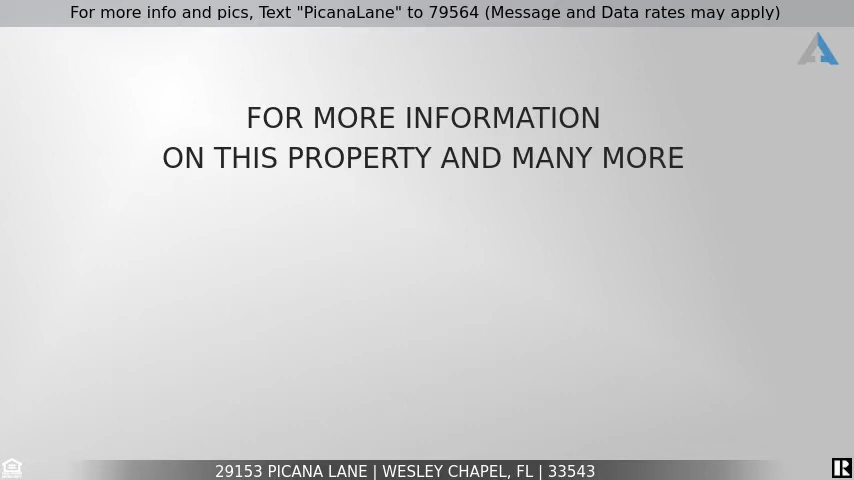 For more info and pics, Text "PicanaLane" to 79564 (Message and Data rates may apply)
FOR MORE INFORMATION
ON THIS PROPERTY AND MANY MORE
29153 PICANA LANE | WESLEY CHAPEL, FL | 33543